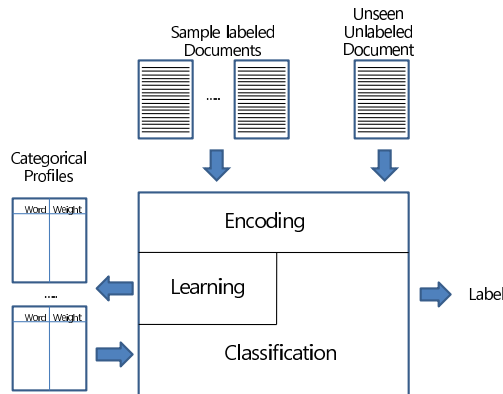 Sample labeled
Documents
Unseen
Unlabeled
Document
.....
Categorical
Profiles
Word Weight
.....
Word Weight
Encoding
Learning
Classification
Label